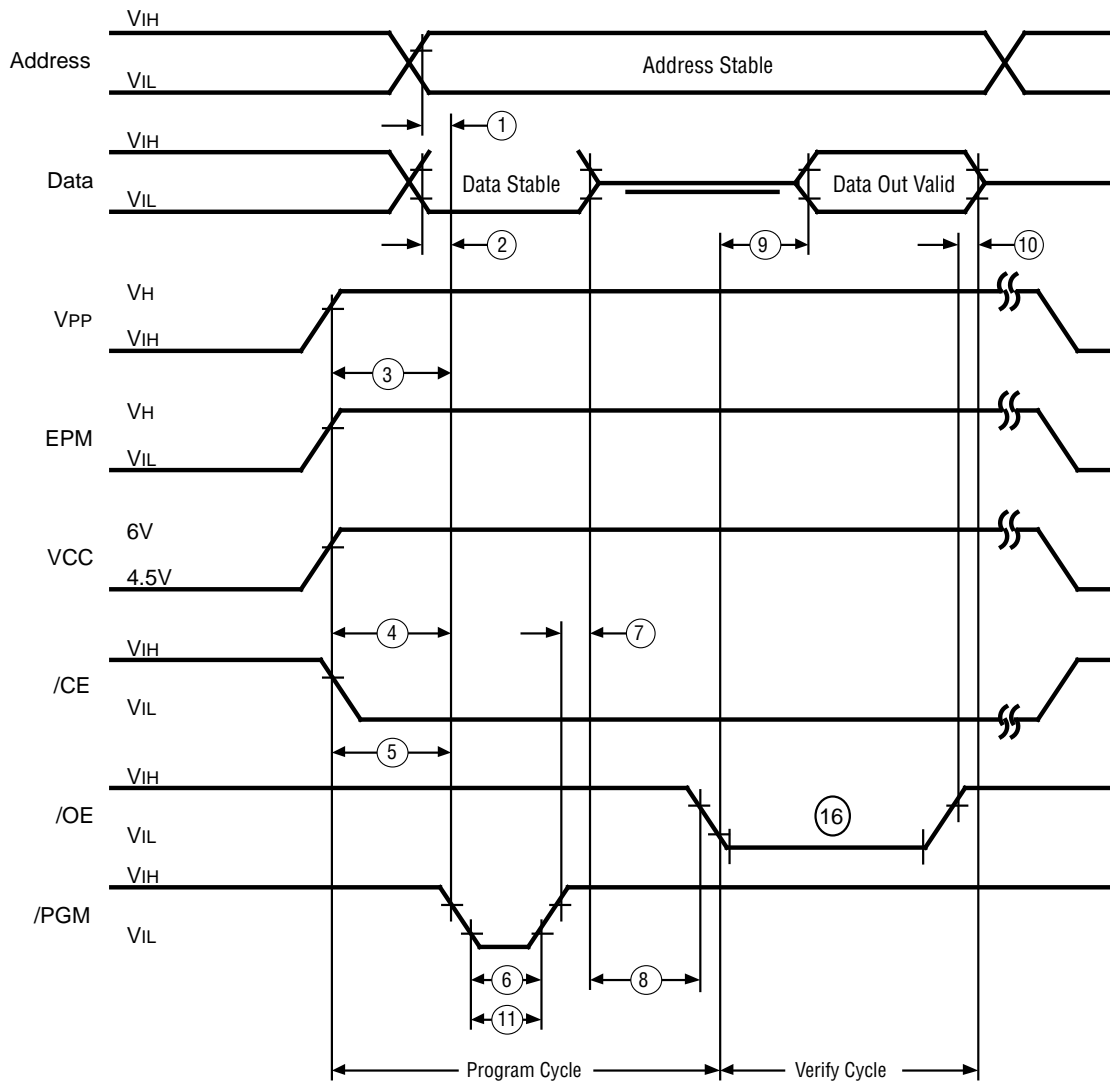 VIH
Address
Address Stable
VIL
1
VIH
Data
Data Stable
Data Out Valid
VIL
2
9
10
VH
VPP
VIH
3
VH
EPM
VIL
6V
VCC
4.5V
4
7
VIH
/CE
VIL
5
VIH
/OE
VIL
16
VIH
/PGM
VIL
6
8
11
Program Cycle
Verify Cycle